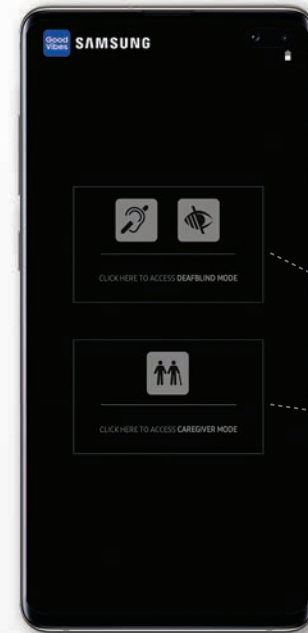 Good
Vibes
SAMSUNG
CLICK HERE TO ACCESS DEAFBLIND MODE
CLICK HERE TO ACCESS CAREGIVER MODE